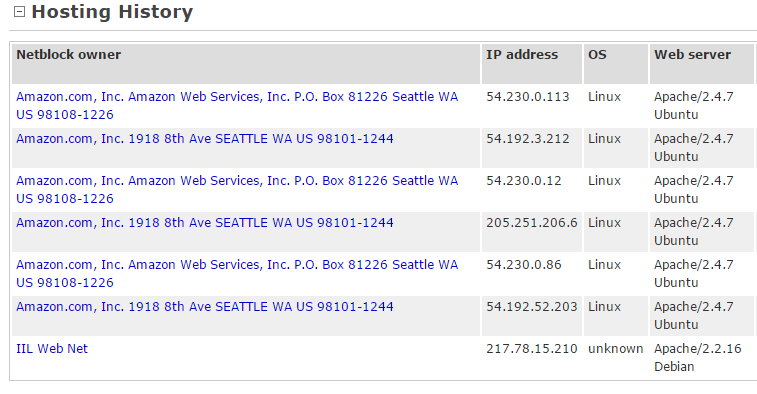 Hosting History
Netblock owner IP address OS Web server
Amazon.com, Inc. Amazon Web Services, Inc. P.O. Box 81226 Seattle WA 54.230.0.113 Linux Apache/2.4.7
US 98108-1226 Ubuntu
Amazon.com, Inc. 1918 8th Ave SEATTLE WA US 98101-1244 54.192.3.212 Linux Apache/2.4.7
Ubuntu
Amazon.com, Inc. Amazon Web Services, Inc. P.O. Box 81226 Seattle WA 54.230.0.12 Linux Apache/2.4.7
US 98108-1226 Ubuntu
Amazon.com, Inc. 1918 8th Ave SEATTLE WA US 98101-1244 205.251.206.6 Linux Apache/2.4.7
Ubuntu
Amazon.com, Inc. Amazon Web Services, Inc. P.O. Box 81226 Seattle WA 54.230.0.86 Linux Apache/2.4.7
US 98108-1226 Ubuntu
Amazon.com, Inc. 1918 8th Ave SEATTLE WA US 98101-1244 54.192.52.203 Linux Apache/2.4.7
Ubuntu
IIL Web Net 217.78.15.210 unknown Apache/2.2.16
Debian